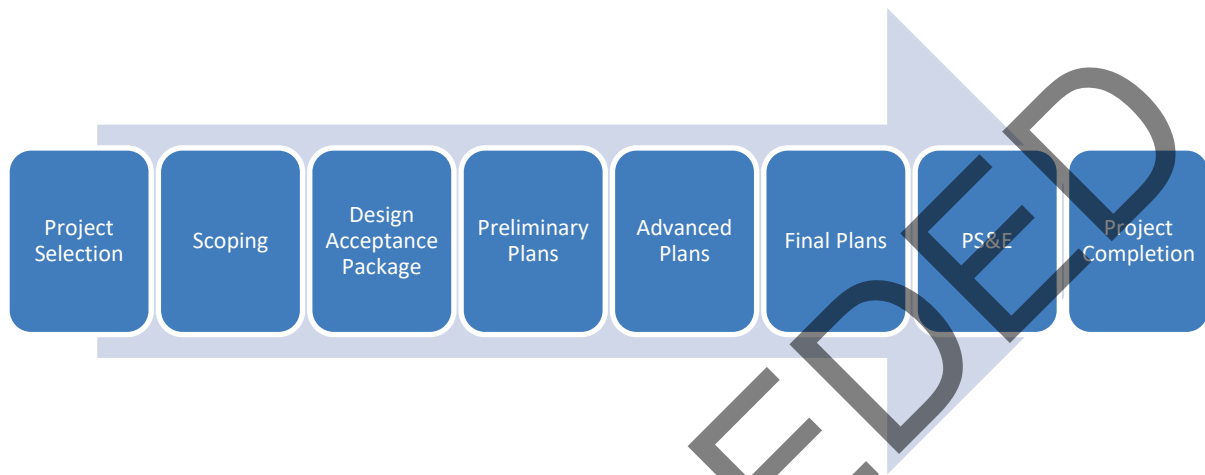 Project
Selection
Scoping
Design
Acceptance
Package
Preliminary
Plans
Advanced
Plans
Final Plans
PS&E
Project
Completion
EDED